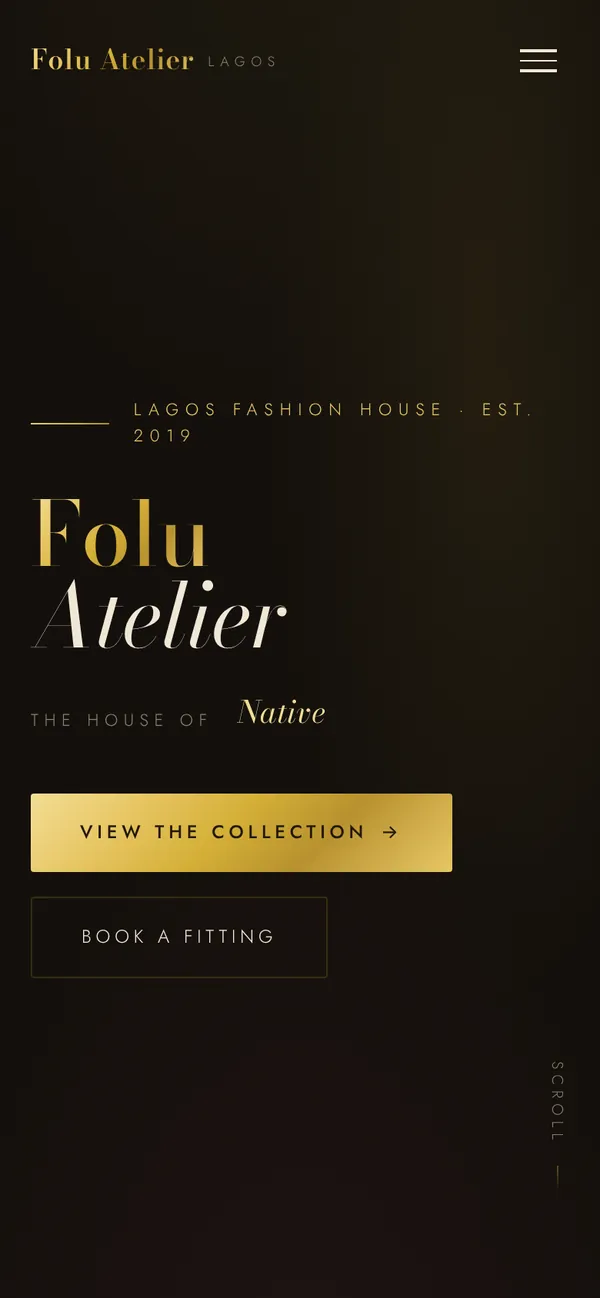 Folu Atelier LAGOS
LAGOS FASHION HOUSE · EST.
2019
Folu
Atelier
THE HOUSE OF Native
VIEW THE COLLECTION →
BOOK A FITTING
SCROLL